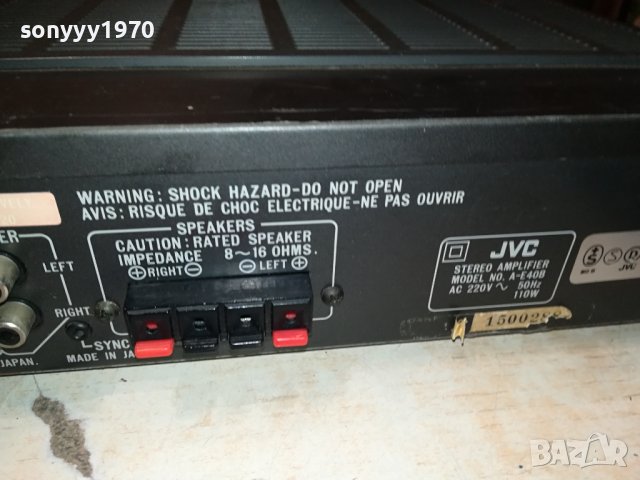 sonyyy1970
WARNING: SHOCK HAZARD-DO NOT OPEN
AVIS: RISQUE DE CHOC ELECTRIQUE-NE PAS OUVRIR
SPEAKERS
CAUTION: RATED SPEAKER
IMPEDANCE 8~16 OHMS.
⊕RIGHT⊖ ⊖LEFT⊕
LEFT
RIGHT
SYNC
MADE IN
JAPAN.
JVC
STEREO AMPLIFIER
MODEL NO. A-E40B
AC 220V~ 50Hz
110W
JVC
BAZAR